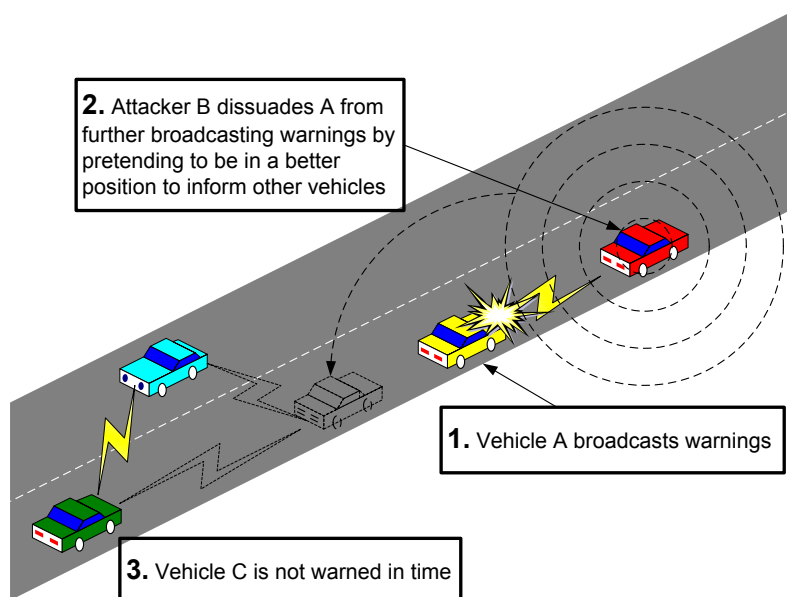 2. Attacker B dissuades A from
further broadcasting warnings by
pretending to be in a better
position to inform other vehicles
1. Vehicle A broadcasts warnings
3. Vehicle C is not warned in time